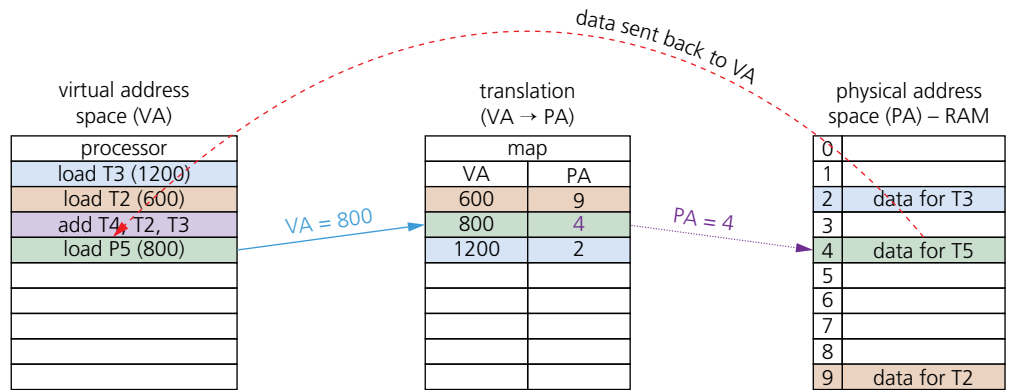 data sent back to VA
virtual address
space (VA)
processor
load T3 (1200)
load T2 (600)
add T4, T2, T3
load P5 (800)
VA = 800
translation
(VA → PA)
map
VA PA
600 9
800 4
1200 2
PA = 4
physical address
space (PA) – RAM
0
1
2 data for T3
3
4 data for T5
5
6
7
8
9 data for T2